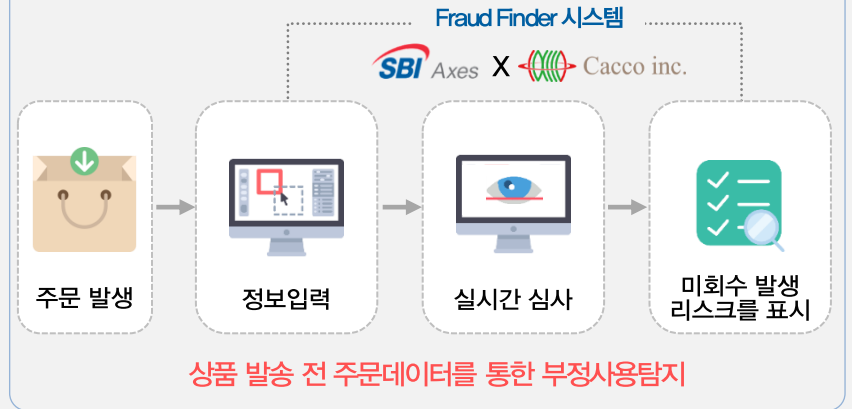 Fraud Finder 시스템
SBI Axes X Cacco inc.
주문 발생
정보입력
실시간 심사
미회수 발생
리스크를 표시
상품 발송 전 주문데이터를 통한 부정사용탐지